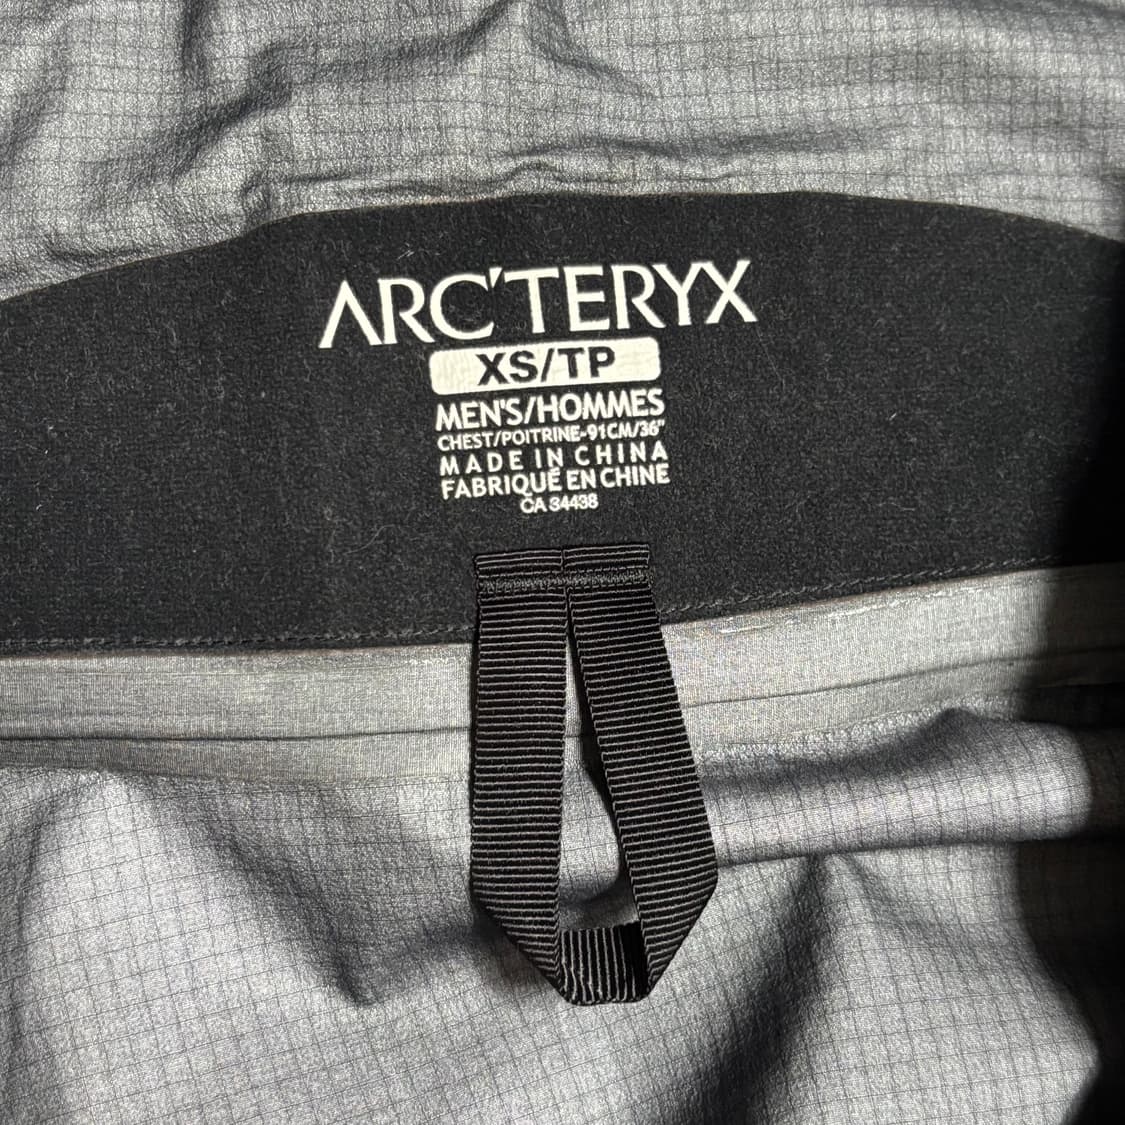 ARC'TERYX
XS/TP
MEN'S/HOMMES
CHEST/POITRINE-91CM/36"
MADE IN CHINA
FABRIQUÉ EN CHINE
CA 34438